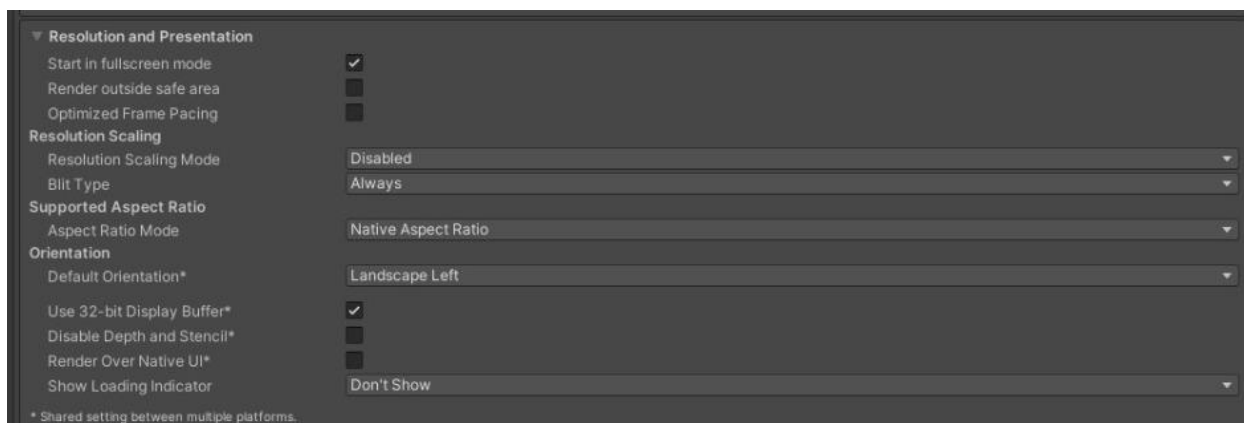 Resolution and Presentation
Start in fullscreen mode
Render outside safe area
Optimized Frame Pacing
Resolution Scaling
Resolution Scaling Mode Disabled
Blit Type Always
Supported Aspect Ratio
Aspect Ratio Mode Native Aspect Ratio
Orientation
Default Orientation* Landscape Left
Use 32-bit Display Buffer*
Disable Depth and Stencil*
Render Over Native UI*
Show Loading Indicator Don't Show
* Shared setting between multiple platforms.